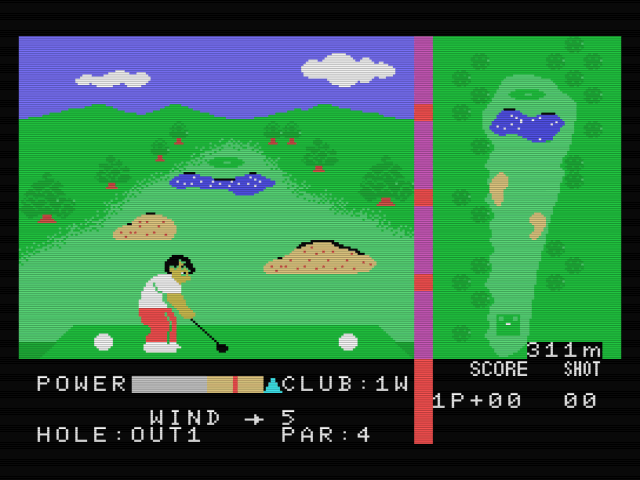 311m
SCORE SHOT
POWER CLUB:1W
1P+00 00
WIND → 5
HOLE:OUT1 PAR:4